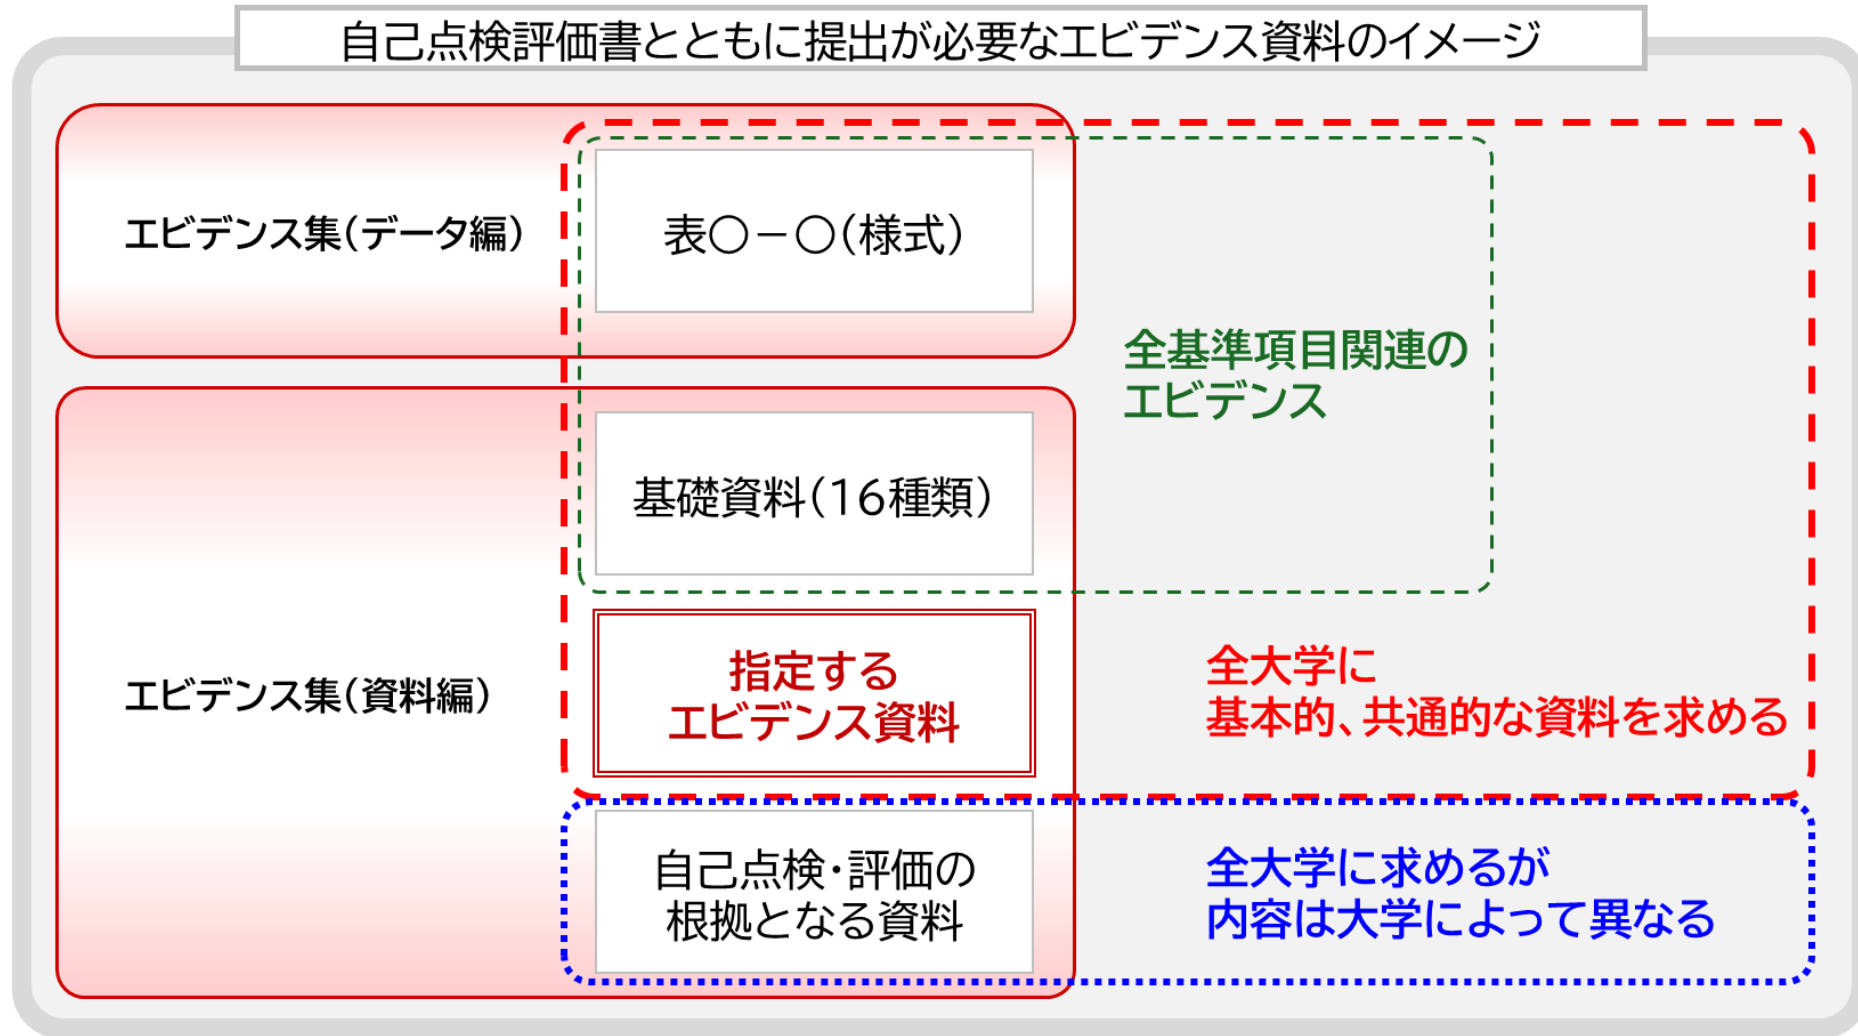 自己点検評価書とともに提出が必要なエビデンス資料のイメージ
エビデンス集(データ編)
表〇－〇(様式)
全基準項目関連の
エビデンス
基礎資料(16種類)
エビデンス集(資料編)
指定する
エビデンス資料
全大学に
基本的、共通的な資料を求める
自己点検・評価の
根拠となる資料
全大学に求めるが
内容は大学によって異なる